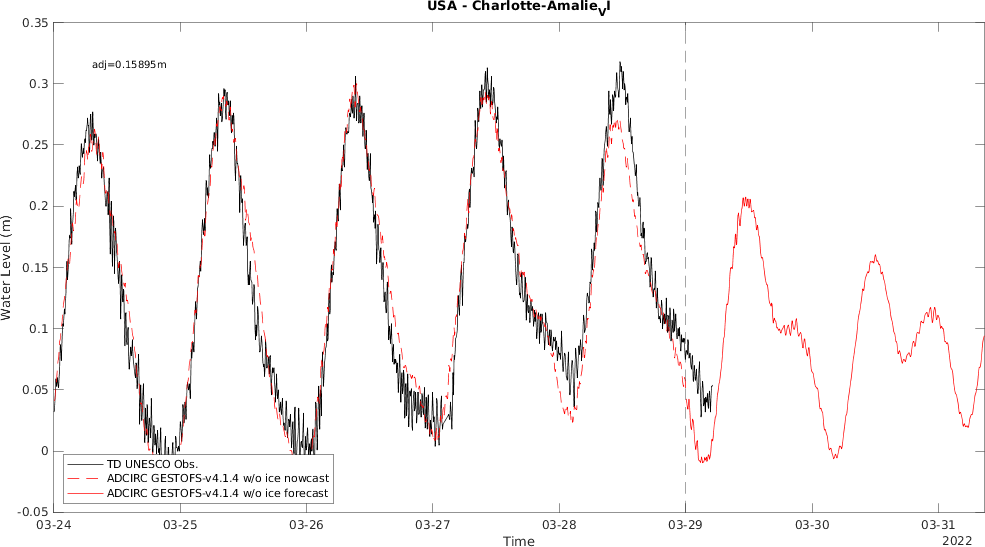 USA - Charlotte-AmalieVI
adj=0.15895m
Water Level (m)
0.35
0.3
0.25
0.2
0.15
0.1
0.05
0
-0.05
TD UNESCO Obs.
ADCIRC GESTOFS-v4.1.4 w/o ice nowcast
ADCIRC GESTOFS-v4.1.4 w/o ice forecast
03-24 03-25 03-26 03-27 03-28 03-29 03-30 03-31
Time
2022